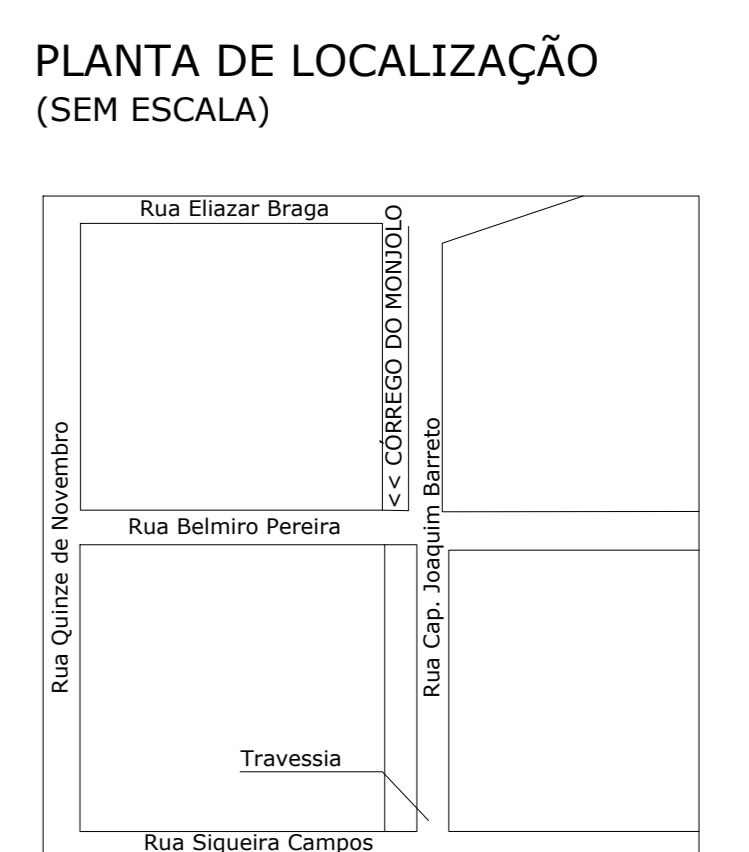 PLANTA DE LOCALIZAÇÃO
(SEM ESCALA)
Rua Eliazar Braga
<< CÓRREGO DO MONJOLO
Rua Quinze de Novembro
Rua Cap. Joaquim Barreto
Rua Belmiro Pereira
Travessia
Rua Siqueira Campos